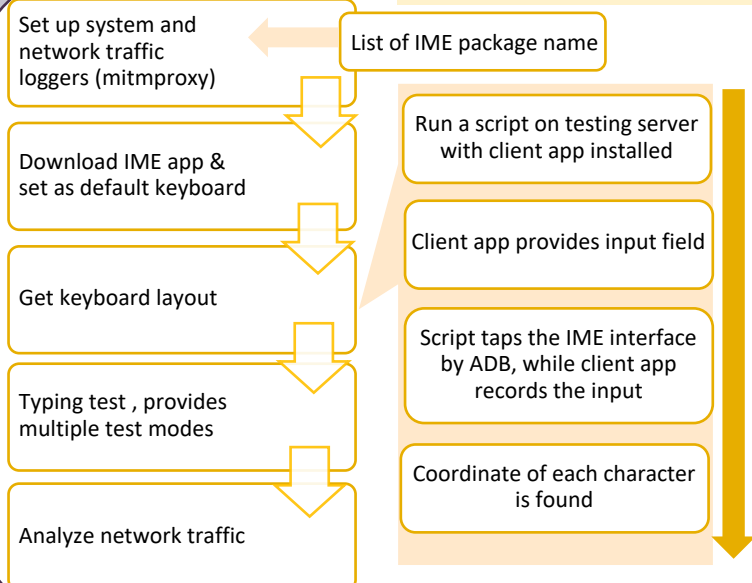 Set up system and
network traffic
loggers (mitmproxy)
List of IME package name
Download IME app &
set as default keyboard
Get keyboard layout
Typing test , provides
multiple test modes
Analyze network traffic
Run a script on testing server
with client app installed
Client app provides input field
Script taps the IME interface
by ADB, while client app
records the input
Coordinate of each character
is found